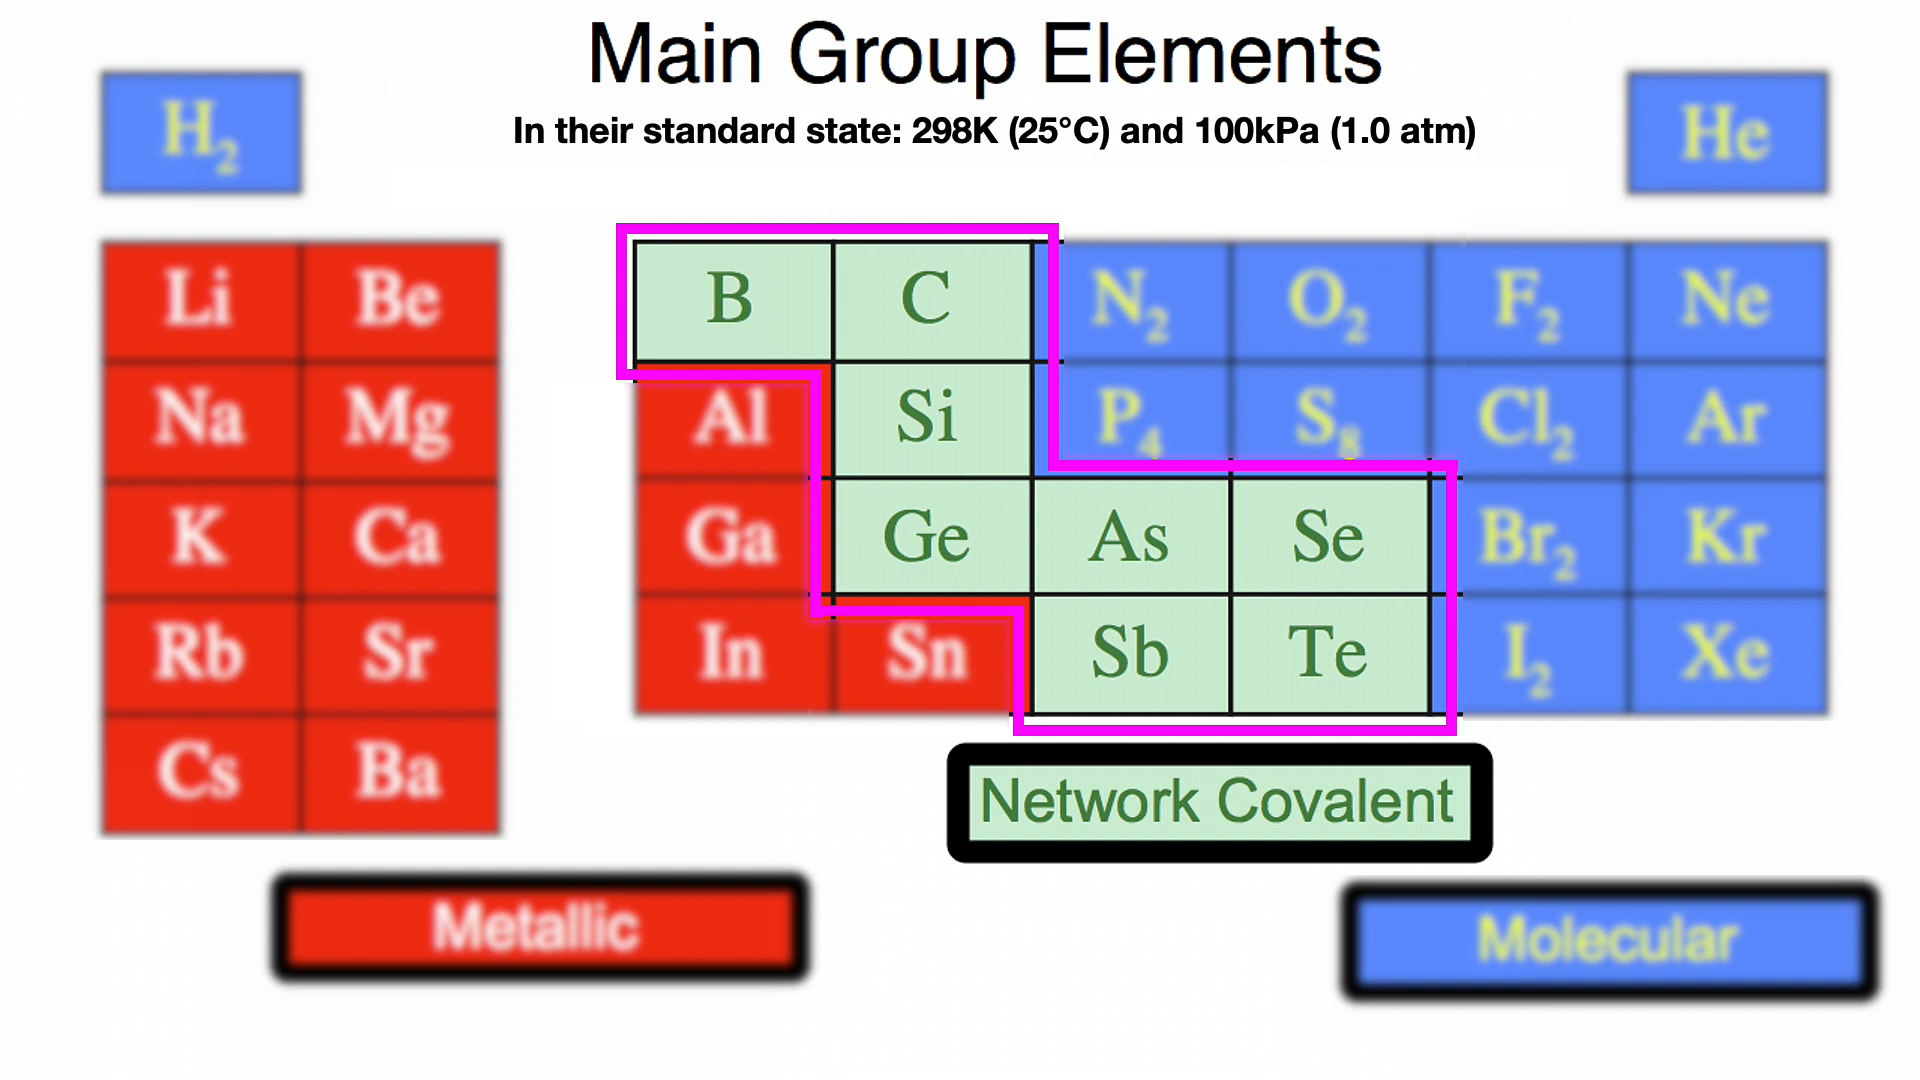 Main Group Elements
In their standard state: 298K (25°C) and 100kPa (1.0 atm)
H₂ He
Li Be B C N₂ O₂ F₂ Ne
Na Mg Al Si P₄ S₈ Cl₂ Ar
K Ca Ga Ge As Se Br₂ Kr
Rb Sr In Sn Sb Te I₂ Xe
Cs Ba
Network Covalent
Metallic
Molecular